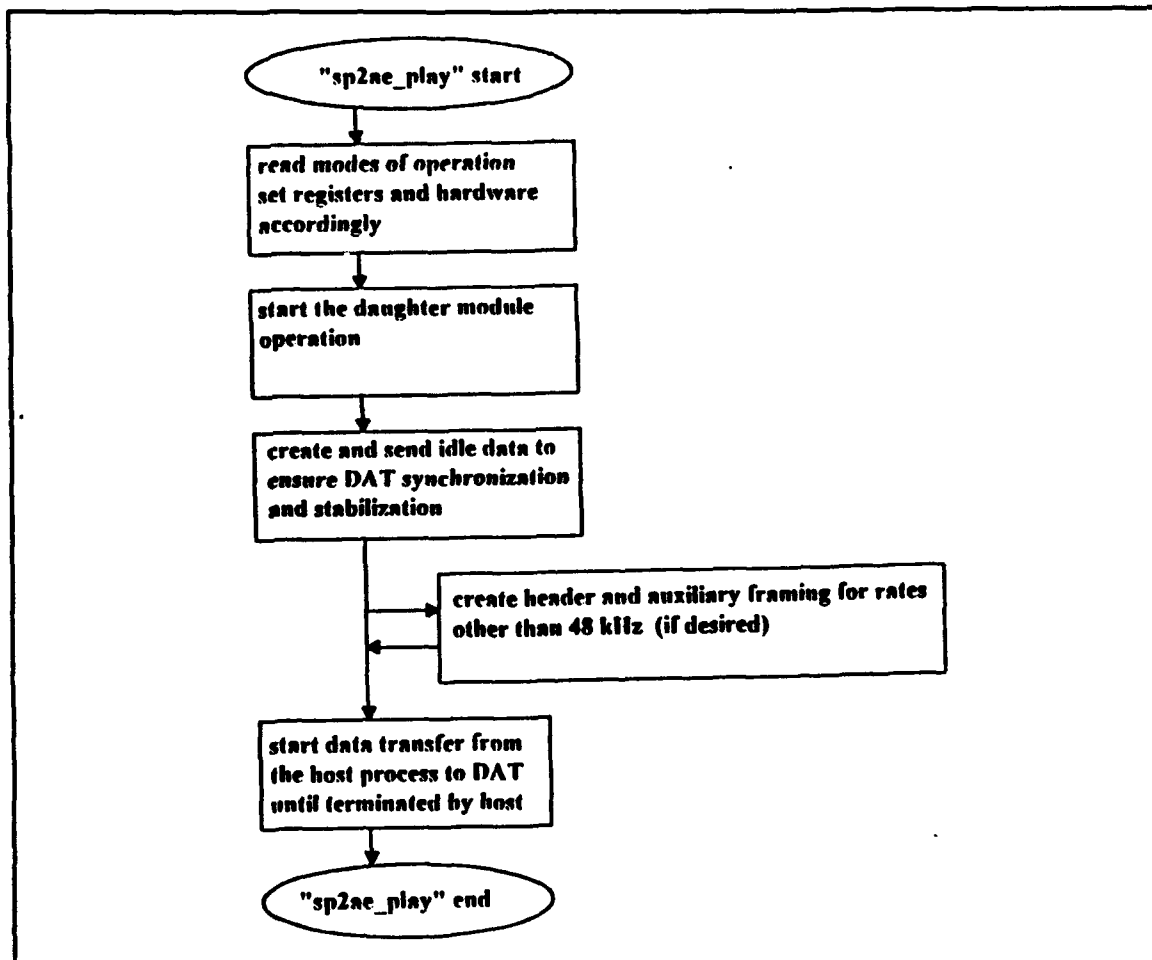 "sp2ae_play" start
read modes of operation
set registers and hardware
accordingly
start the daughter module
operation
create and send idle data to
ensure DAT synchronization
and stabilization
create header and auxiliary framing for rates
other than 48 kHz (if desired)
start data transfer from
the host process to DAT
until terminated by host
"sp2ae_play" end